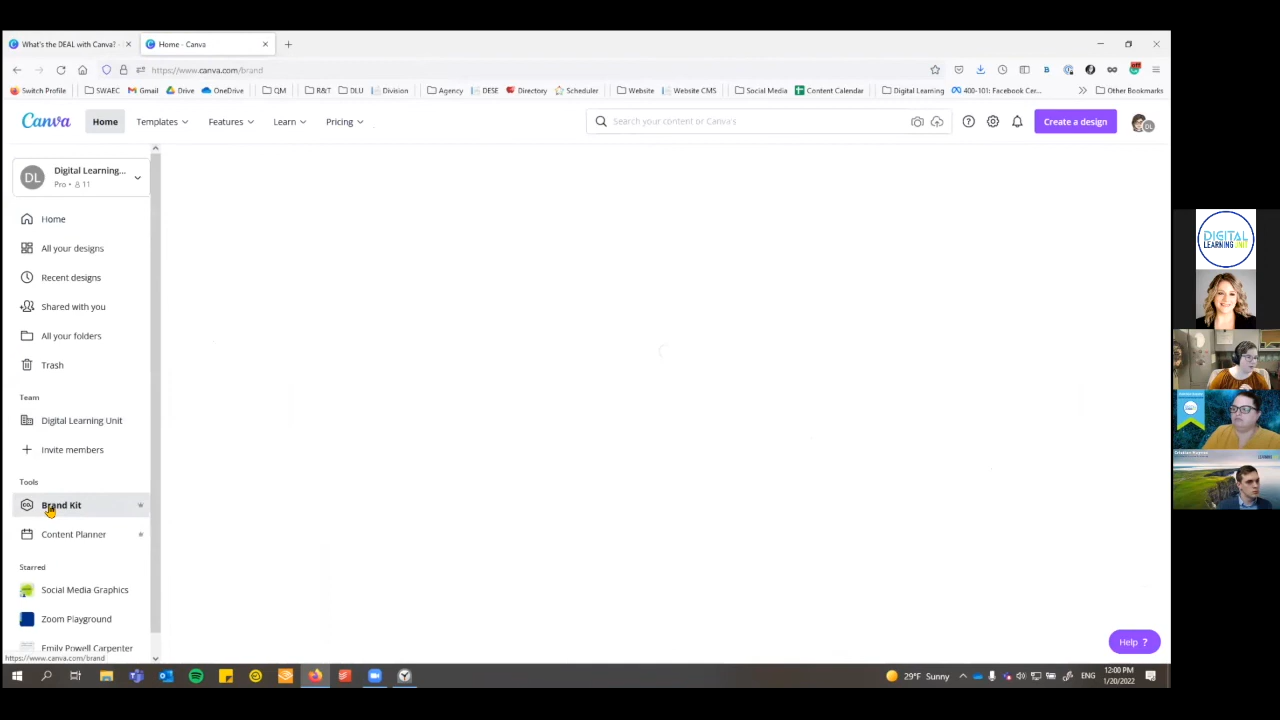 What's the DEAL with Canva? -
Home - Canva
https://www.canva.com/brand
Switch Profile
SWAEC
Gmail
Drive
OneDrive
QM
R&T
DLU
Division
Agency
DESE
Directory
Scheduler
Website
Website CMS
Social Media
Content Calendar
Digital Learning
400-101: Facebook Cer...
Other Bookmarks
Canva
Home
Templates
Features
Learn
Pricing
Search your content or Canva's
Create a design
DL
DL
Digital Learning...
Pro • 11
Home
All your designs
Recent designs
Shared with you
All your folders
Trash
Team
Digital Learning Unit
+ Invite members
Tools
Brand Kit
Content Planner
Starred
Social Media Graphics
Zoom Playground
Emily Powell Carpenter
https://www.canva.com/brand
Help ?
DIGITAL
LEARNING UNIT
29°F Sunny
ENG
12:00 PM
1/20/2022